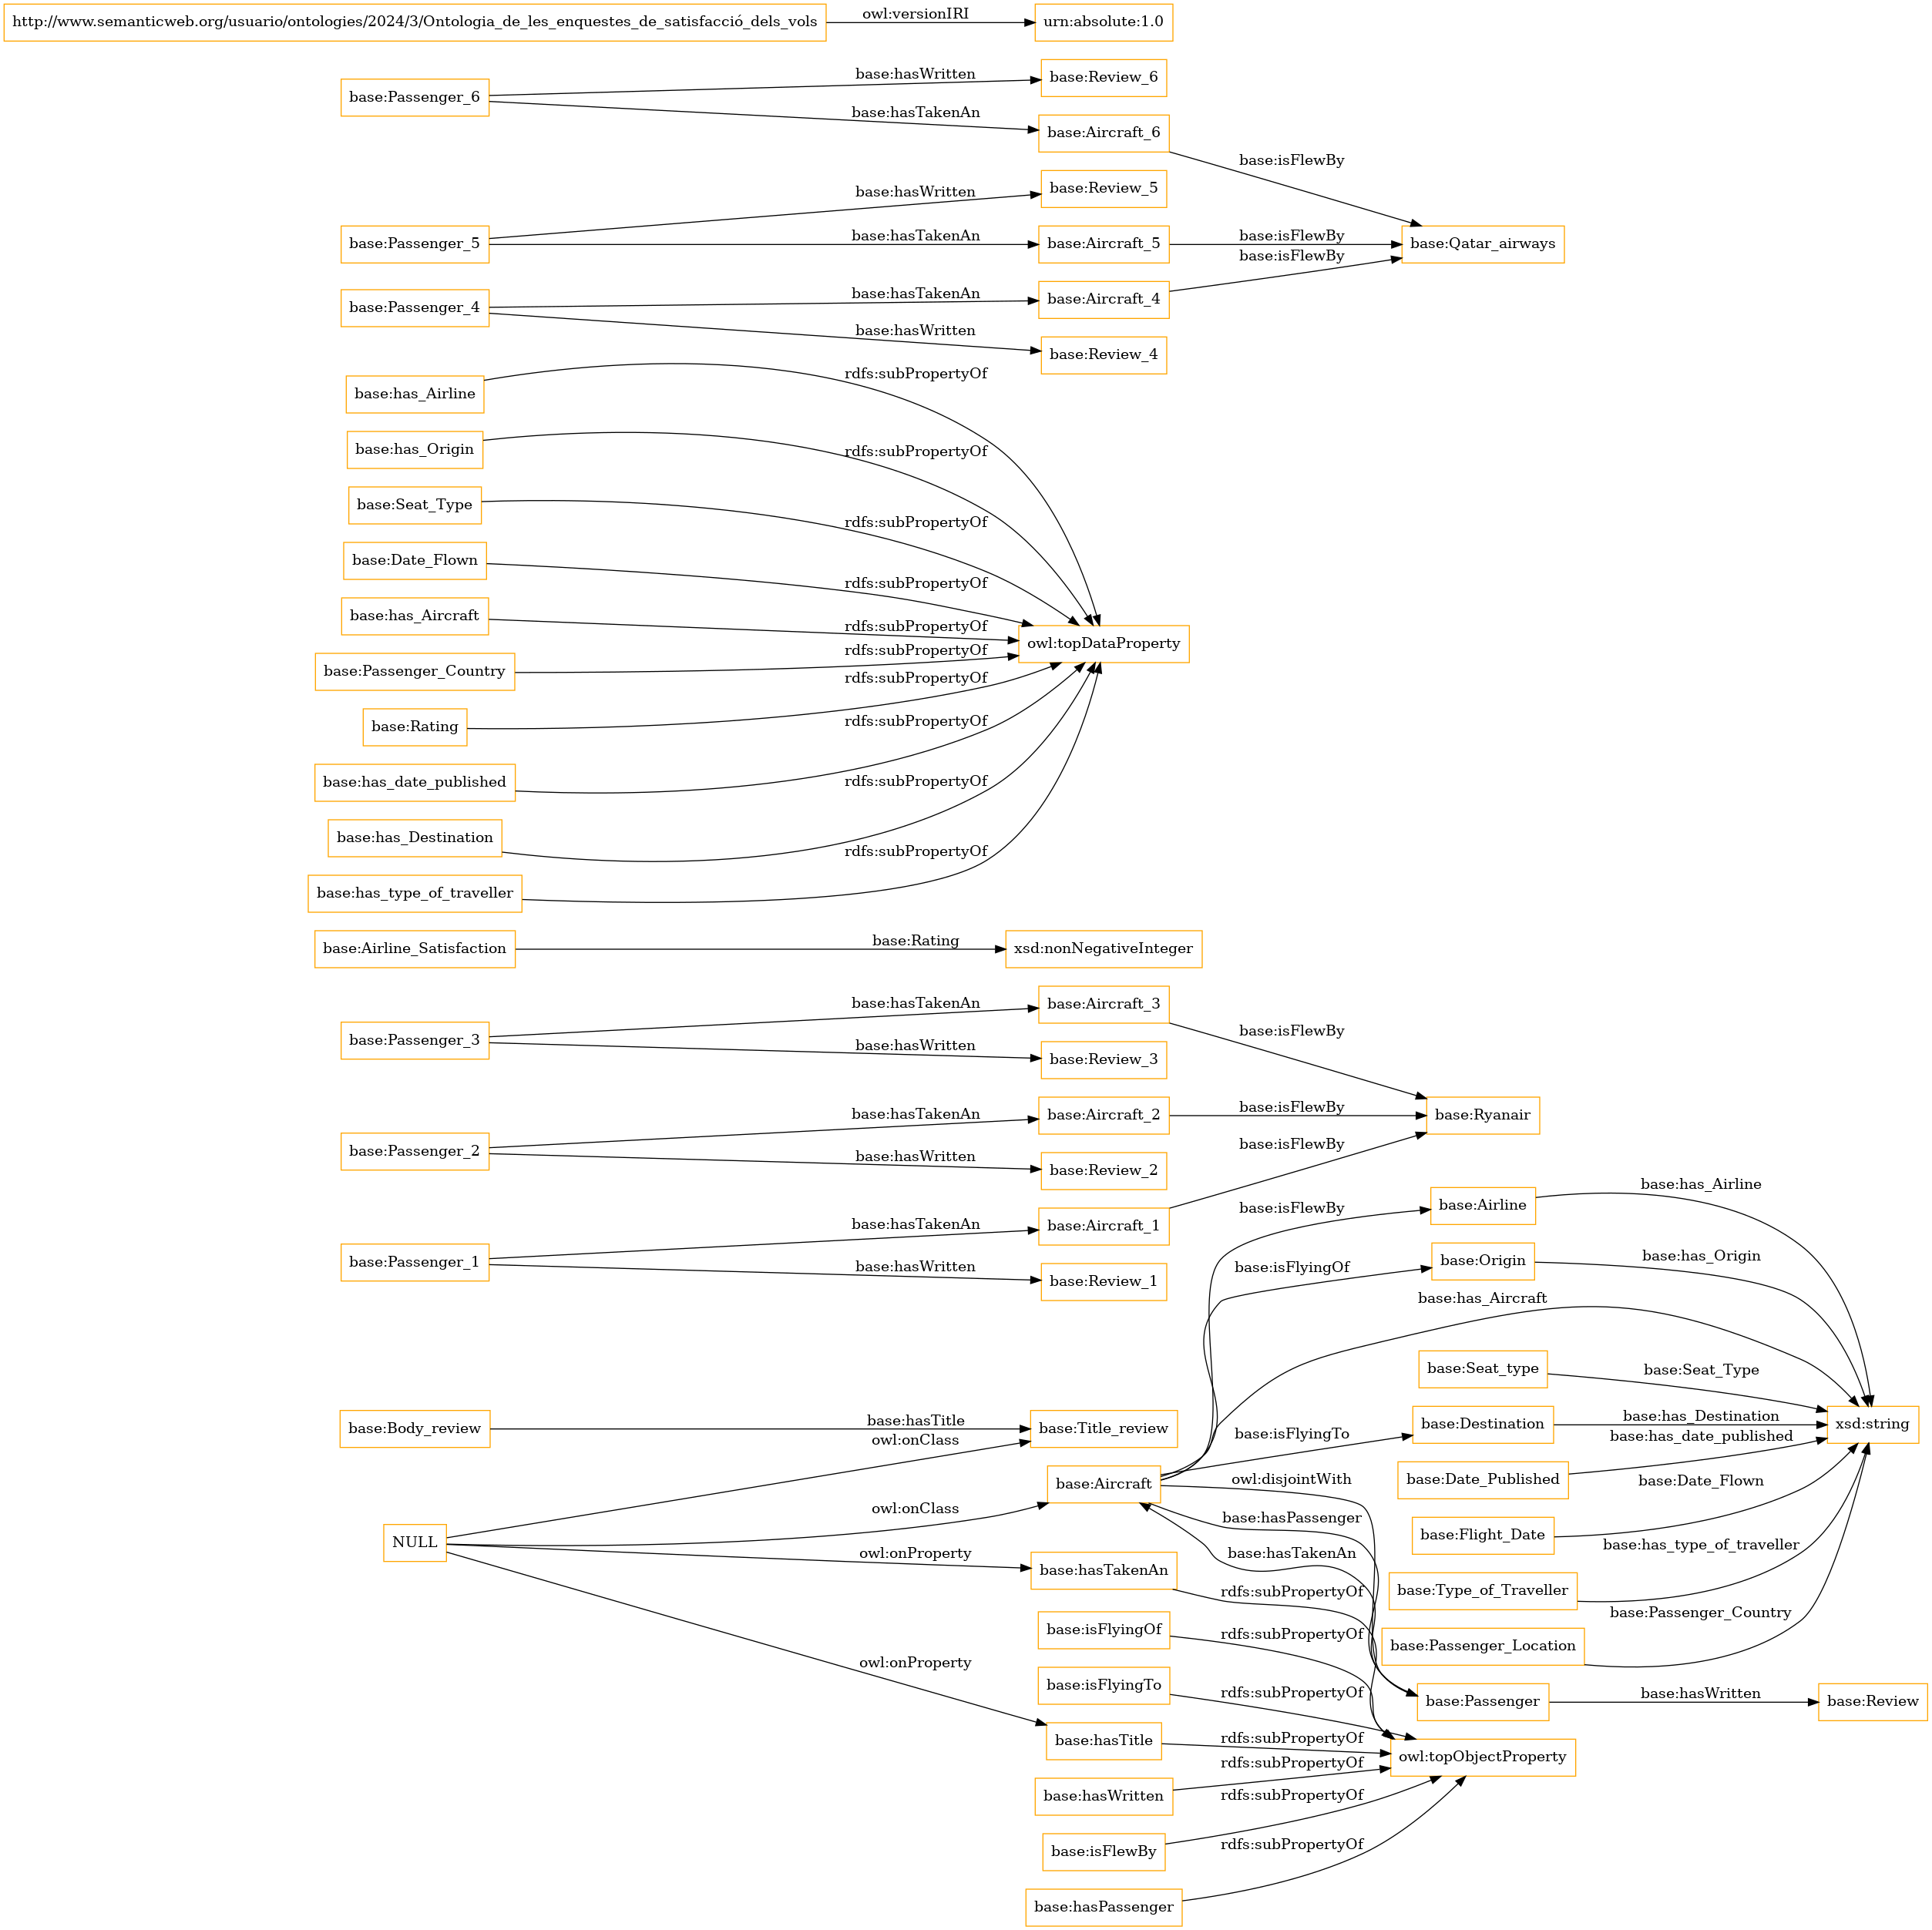 http://www.semanticweb.org/usuario/ontologies/2024/3/Ontologia_de_les_enquestes_de_satisfacció_dels_vols
owl:versionIRI
urn:absolute:1.0
base:Passenger_6
base:hasWritten
base:Review_6
base:hasTakenAn
base:Aircraft_6
base:isFlewBy
base:Passenger_5
base:hasWritten
base:Review_5
base:hasTakenAn
base:Aircraft_5
base:isFlewBy
base:Qatar_airways
base:Passenger_4
base:hasTakenAn
base:Aircraft_4
base:isFlewBy
base:hasWritten
base:Review_4
base:has_Airline
rdfs:subPropertyOf
base:has_Origin
rdfs:subPropertyOf
base:Seat_Type
rdfs:subPropertyOf
base:Date_Flown
rdfs:subPropertyOf
base:has_Aircraft
rdfs:subPropertyOf
owl:topDataProperty
base:Passenger_Country
rdfs:subPropertyOf
base:Rating
rdfs:subPropertyOf
base:has_date_published
rdfs:subPropertyOf
base:has_Destination
rdfs:subPropertyOf
base:has_type_of_traveller
rdfs:subPropertyOf
base:Airline_Satisfaction
base:Rating
xsd:nonNegativeInteger
base:Passenger_3
base:hasTakenAn
base:Aircraft_3
base:isFlewBy
base:hasWritten
base:Review_3
base:Passenger_2
base:hasTakenAn
base:Aircraft_2
base:isFlewBy
base:Ryanair
base:hasWritten
base:Review_2
base:Passenger_1
base:hasTakenAn
base:Aircraft_1
base:isFlewBy
base:hasWritten
base:Review_1
base:isFlewBy
base:Airline
base:has_Airline
base:isFlyingOf
base:Origin
base:has_Origin
base:has_Aircraft
base:Seat_type
base:Seat_Type
base:Body_review
base:hasTitle
base:Title_review
owl:onClass
base:isFlyingTo
base:Destination
base:has_Destination
xsd:string
base:Aircraft
owl:disjointWith
base:Date_Published
base:has_date_published
NULL
owl:onClass
base:hasPassenger
base:Flight_Date
base:Date_Flown
owl:onProperty
base:hasTakenAn
base:hasTakenAn
rdfs:subPropertyOf
base:Type_of_Traveller
base:has_type_of_traveller
base:isFlyingOf
rdfs:subPropertyOf
base:Passenger_Location
base:Passenger_Country
owl:onProperty
base:isFlyingTo
rdfs:subPropertyOf
base:Passenger
base:hasWritten
base:Review
base:hasTitle
rdfs:subPropertyOf
owl:topObjectProperty
base:hasWritten
rdfs:subPropertyOf
base:isFlewBy
rdfs:subPropertyOf
base:hasPassenger
rdfs:subPropertyOf